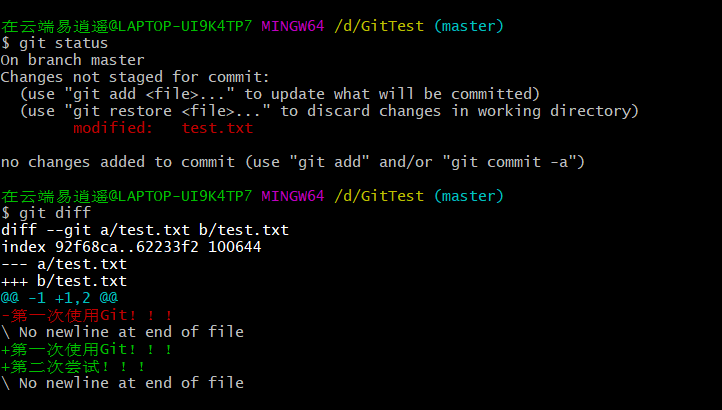 在云端易逍遥@LAPTOP-UI9K4TP7 MINGW64 /d/GitTest (master)
$ git status
On branch master
Changes not staged for commit:
  (use "git add <file>..." to update what will be committed)
  (use "git restore <file>..." to discard changes in working directory)
        modified:   test.txt

no changes added to commit (use "git add" and/or "git commit -a")

在云端易逍遥@LAPTOP-UI9K4TP7 MINGW64 /d/GitTest (master)
$ git diff
diff --git a/test.txt b/test.txt
index 92f68ca..62233f2 100644
--- a/test.txt
+++ b/test.txt
@@ -1 +1,2 @@
-第一次使用Git！！！
\ No newline at end of file
+第一次使用Git！！！
+第二次尝试！！！
\ No newline at end of file